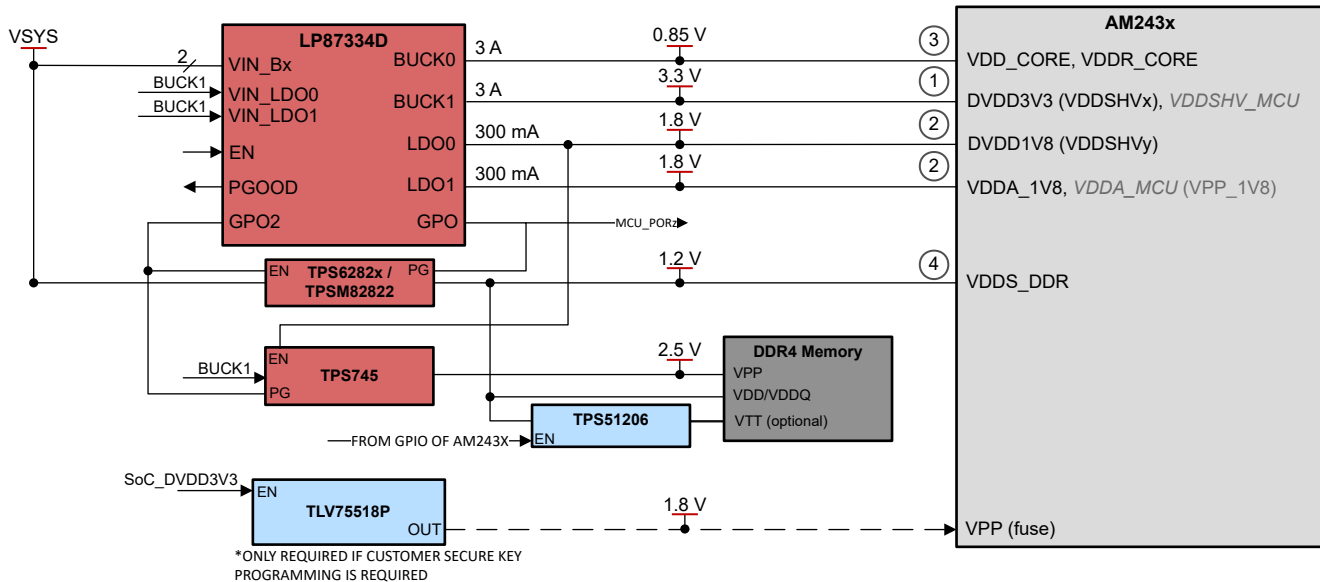 VSYS
LP87334D
AM243x
2
VIN_Bx
BUCK0
3 A
0.85 V
3
VDD_CORE, VDDR_CORE
BUCK1
VIN_LDO0
BUCK1
3 A
3.3 V
1
DVDD3V3 (VDDSHVx), VDDSHV_MCU
BUCK1
VIN_LDO1
EN
LDO0
300 mA
1.8 V
2
DVDD1V8 (VDDSHVy)
PGOOD
LDO1
300 mA
1.8 V
2
VDDA_1V8, VDDA_MCU (VPP_1V8)
GPO2
GPO
MCU_PORz
EN
TPS6282x /
TPSM82822
PG
1.2 V
4
VDDS_DDR
BUCK1
EN
TPS745
PG
2.5 V
DDR4 Memory
VPP
VDD/VDDQ
VTT (optional)
TPS51206
EN
FROM GPIO OF AM243X
SoC_DVDD3V3
EN
TLV75518P
OUT
1.8 V
VPP (fuse)
*ONLY REQUIRED IF CUSTOMER SECURE KEY
PROGRAMMING IS REQUIRED